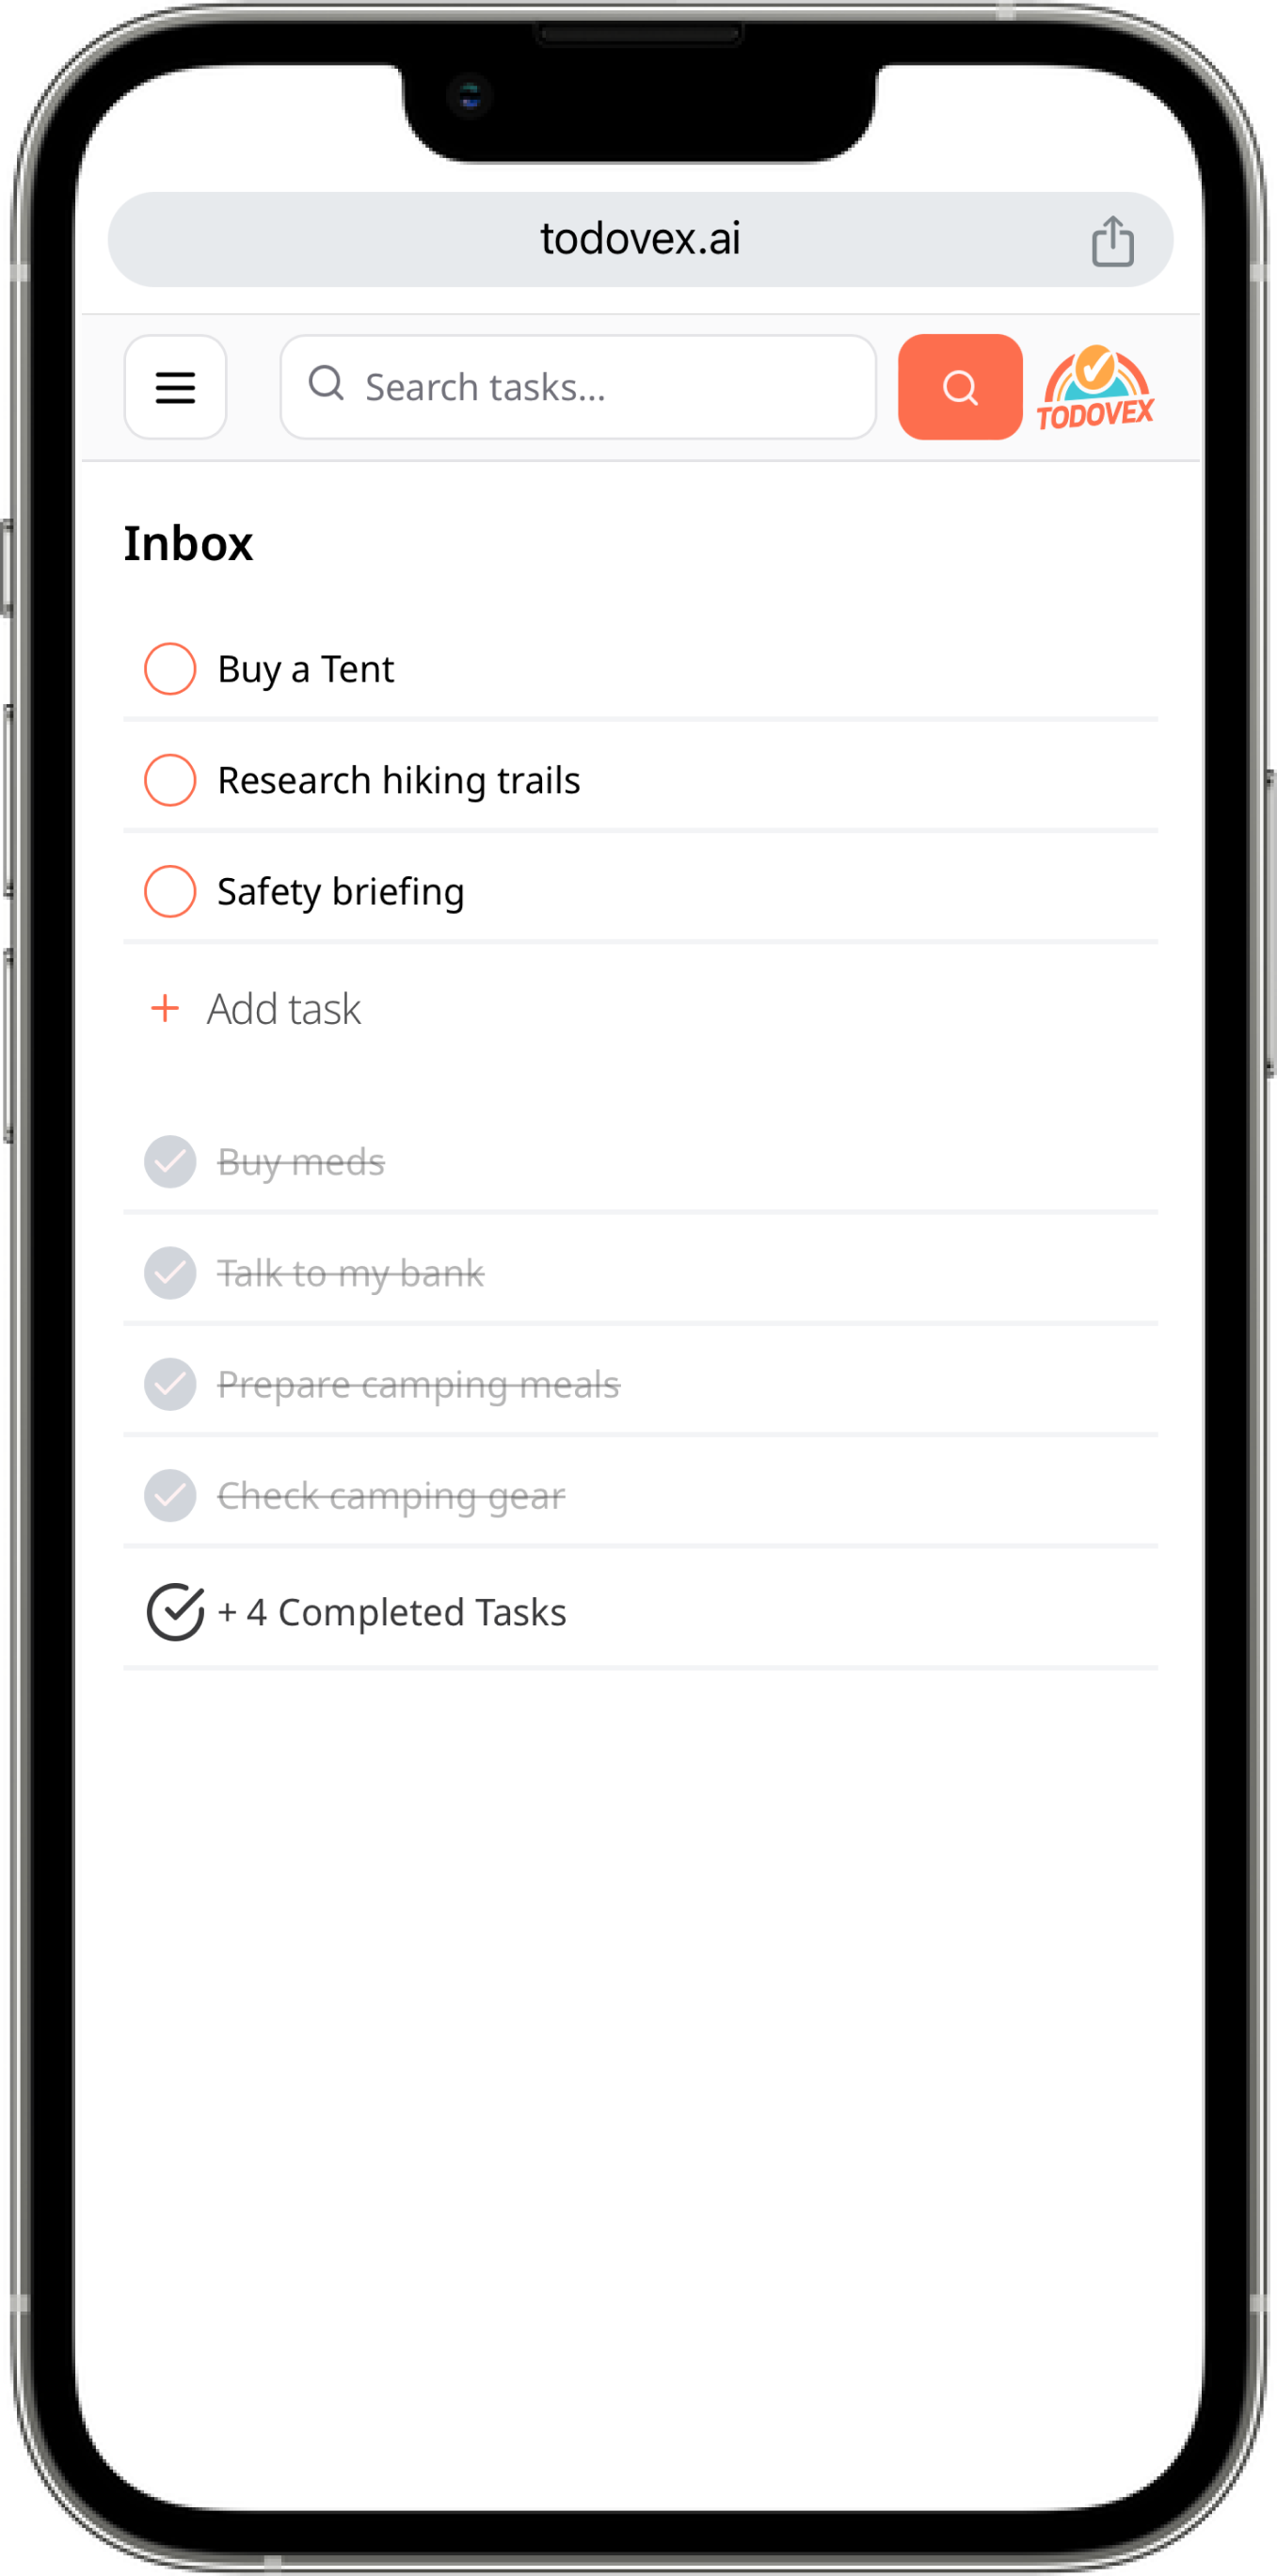 todovex.ai
Search tasks...
TODOVEX
Inbox
Buy a Tent
Research hiking trails
Safety briefing
+ Add task
Buy meds
Talk to my bank
Prepare camping meals
Check camping gear
+ 4 Completed Tasks